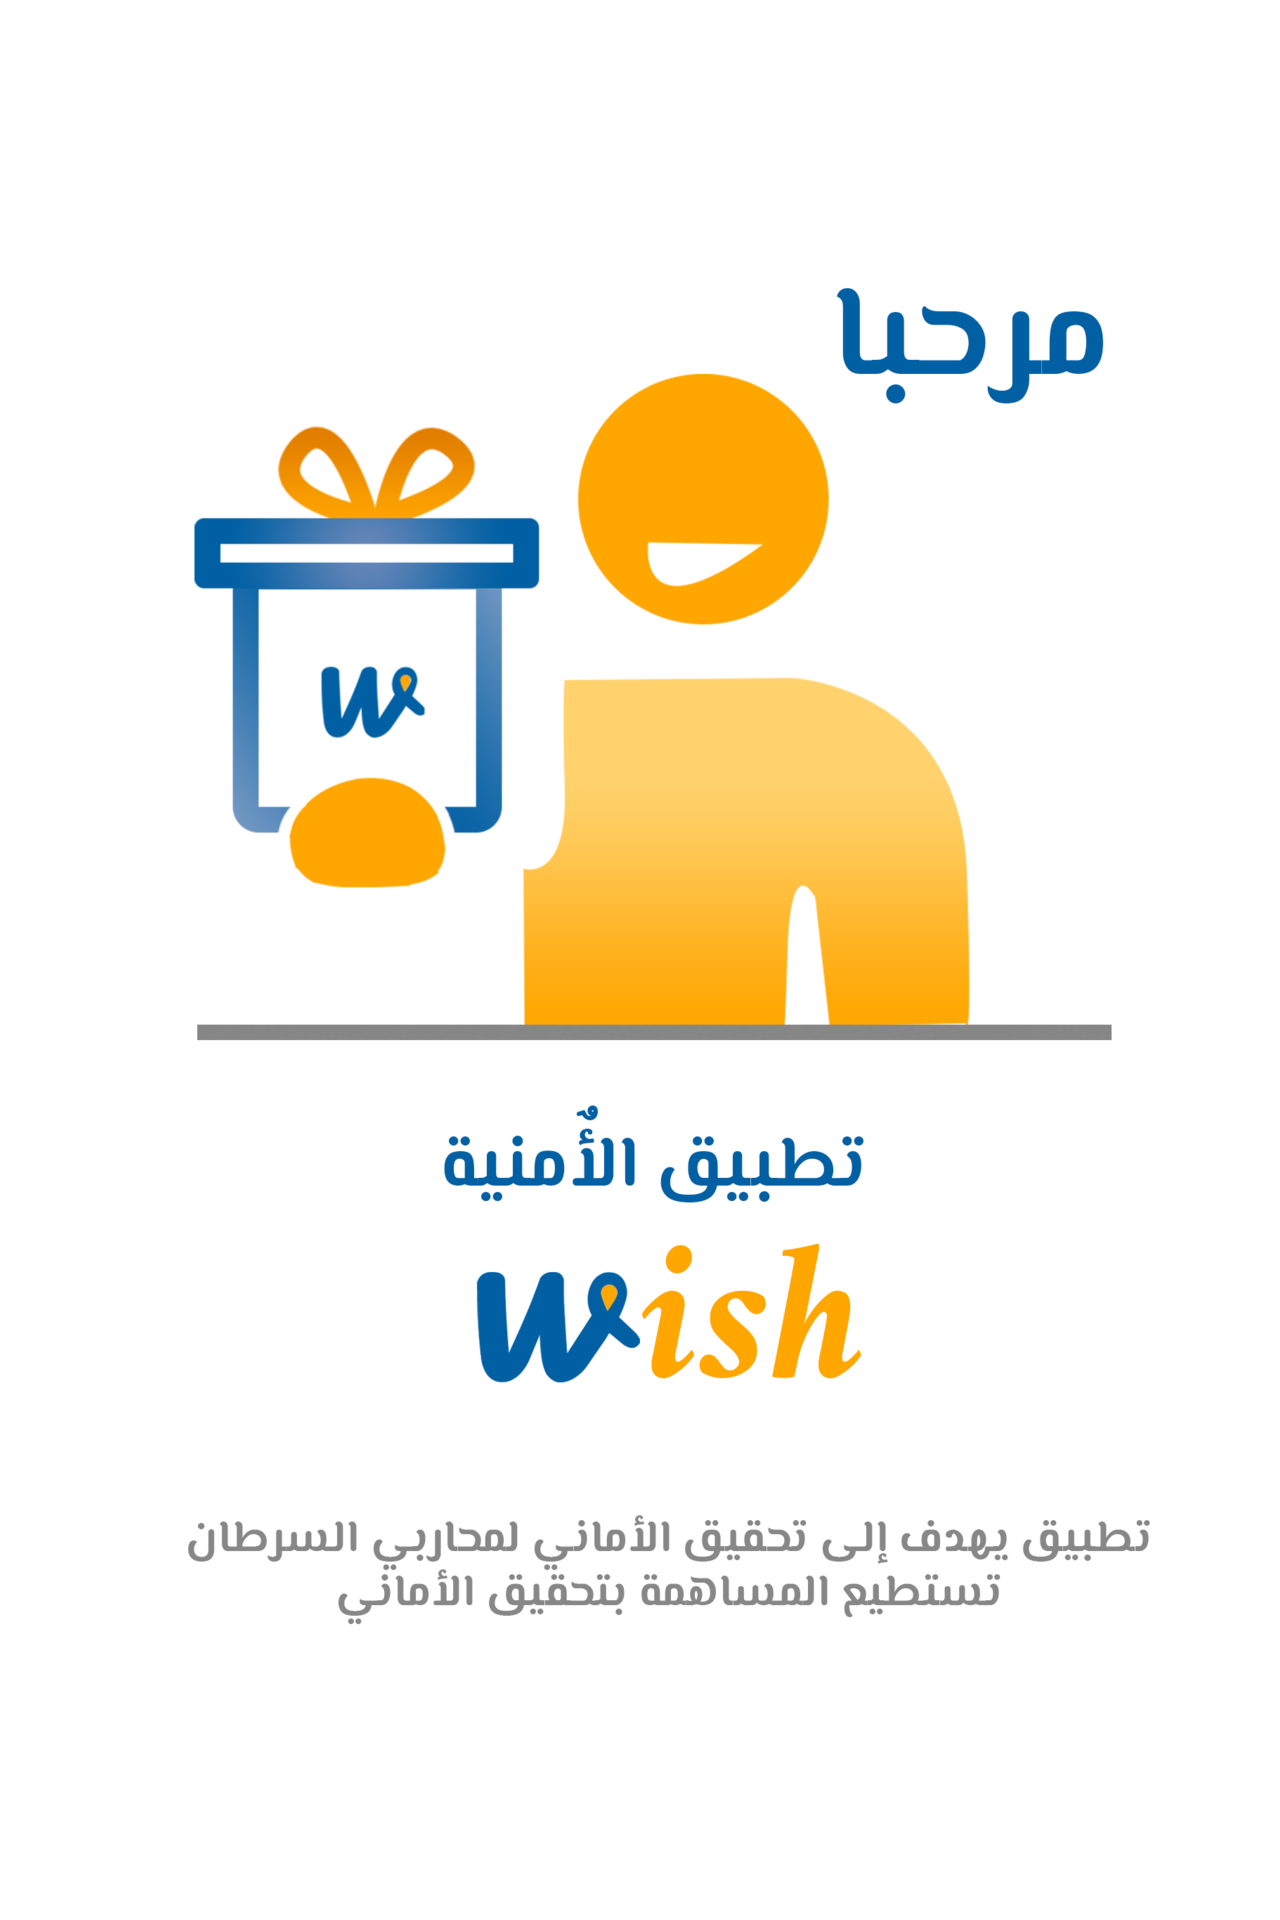 مرحبا
w
تطبيق الأٌمنية
wish
تطبيق يهدف إلى تحقيق الأماني لمحاربي السرطان
تستطيع المساهمة بتحقيق الأماني